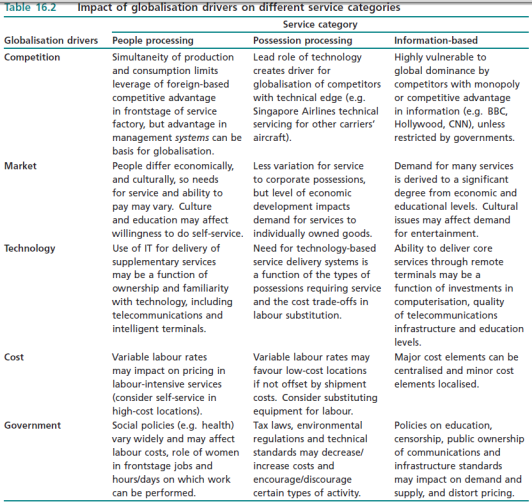 Table 16.2 Impact of globalisation drivers on different service categories
Service category
Globalisation drivers People processing Possession processing Information-based
Competition Simultaneity of production Lead role of technology Highly vulnerable to
and consumption limits creates driver for global dominance by
leverage of foreign-based globalisation of competitors competitors with monopoly
competitive advantage with technical edge (e.g. or competitive advantage
in frontstage of service Singapore Airlines technical in information (e.g. BBC,
factory, but advantage in servicing for other carriers' Hollywood, CNN), unless
management systems can be aircraft). restricted by governments.
basis for globalisation.
Market People differ economically, Less variation for service Demand for many services
and culturally, so needs to corporate possessions, is derived to a significant
for service and ability to but level of economic degree from economic and
pay may vary. Culture development impacts educational levels. Cultural
and education may affect demand for services to issues may affect demand
willingness to do self-service. individually owned goods. for entertainment.
Technology Use of IT for delivery of Need for technology-based Ability to deliver core
supplementary services service delivery systems is services through remote
may be a function of a function of the types of terminals may be a
ownership and familiarity possessions requiring service function of investments in
with technology, including and the cost trade-offs in computerisation, quality
telecommunications and labour substitution. of telecommunications
intelligent terminals. infrastructure and education
levels.
Cost Variable labour rates Variable labour rates may Major cost elements can be
may impact on pricing in favour low-cost locations centralised and minor cost
labour-intensive services if not offset by shipment elements localised.
(consider self-service in costs. Consider substituting
high-cost locations). equipment for labour.
Government Social policies (e.g. health) Tax laws, environmental Policies on education,
vary widely and may affect regulations and technical censorship, public ownership
labour costs, role of women standards may decrease/ of communications and
in frontstage jobs and increase costs and infrastructure standards
hours/days on which work encourage/discourage may impact on demand and
can be performed. certain types of activity. supply, and distort pricing.